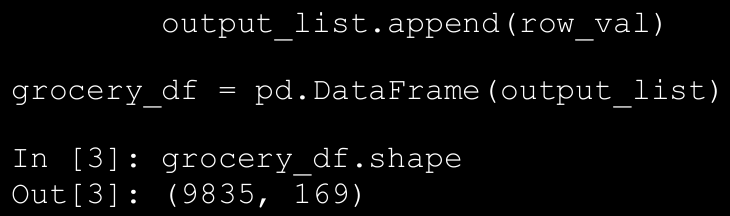 output_list.append(row_val)
grocery_df = pd.DataFrame(output_list)
In [3]: grocery_df.shape
Out[3]: (9835, 169)